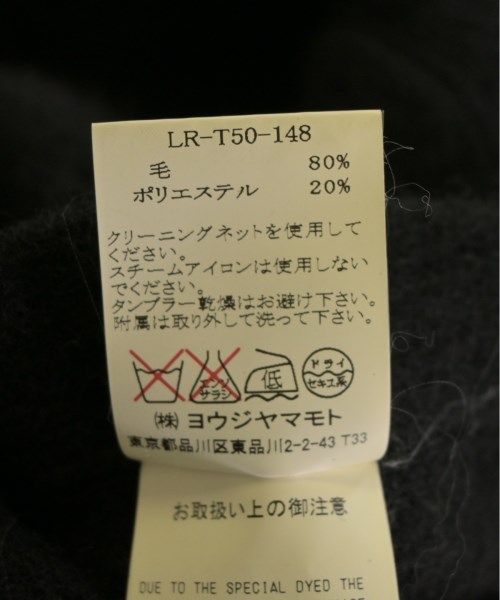 LR-T50-148
毛 80%
ポリエステル 20%
クリーニングネットを使用して
ください。
スチームアイロンは使用しない
でください。
タンブラー乾燥はお避け下さい。
附属は取り外して洗って下さい。
エンソ
サラシ
低
ドライ
セキユ系
(株) ヨウジヤマモト
東京都品川区東品川2-2-43 T33
お取扱い上の御注意
DUE TO THE SPECIAL DYED THE